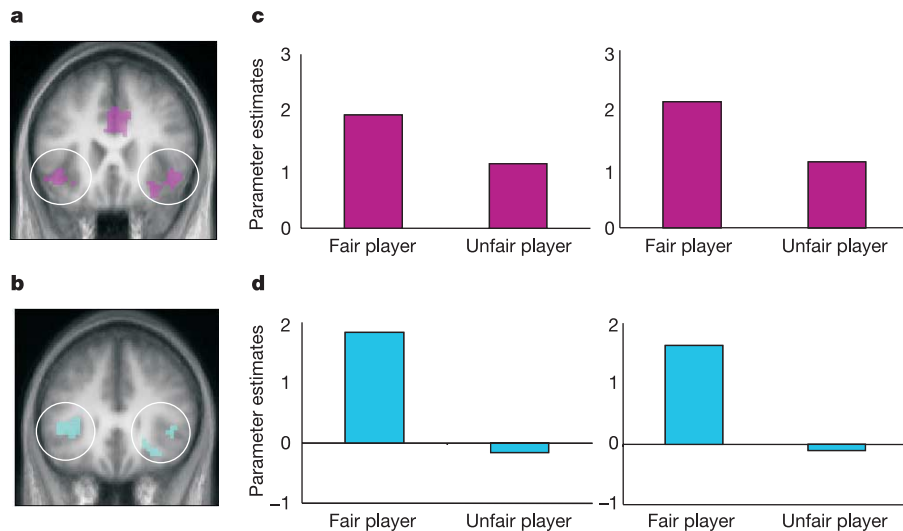 a
b
c
Parameter estimates
3
2
1
0
Fair player
Unfair player
3
2
1
0
Fair player
Unfair player
d
Parameter estimates
2
1
0
−1
Fair player
Unfair player
2
1
0
−1
Fair player
Unfair player